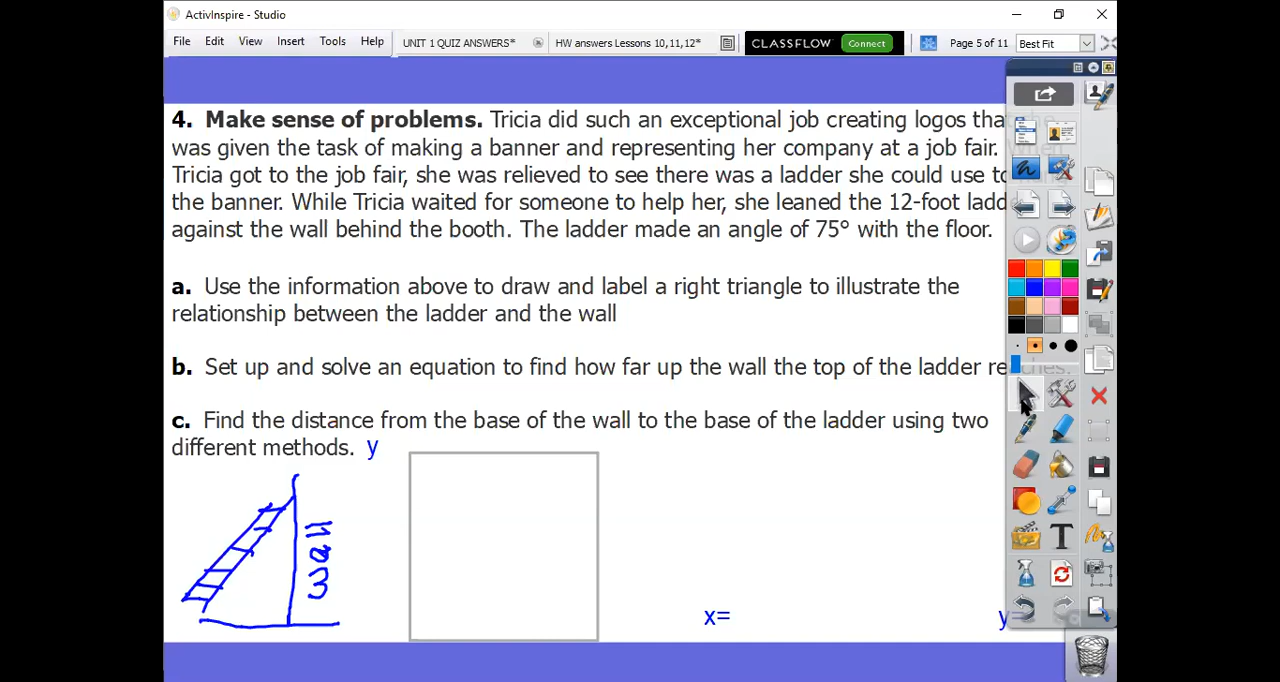 ActivInspire - Studio
File Edit View Insert Tools Help UNIT 1 QUIZ ANSWERS* HW answers Lessons 10,11,12* CLASSFLOW Connect Page 5 of 11 Best Fit
4. Make sense of problems. Tricia did such an exceptional job creating logos tha
was given the task of making a banner and representing her company at a job fair.
Tricia got to the job fair, she was relieved to see there was a ladder she could use to
the banner. While Tricia waited for someone to help her, she leaned the 12-foot ladd
against the wall behind the booth. The ladder made an angle of 75° with the floor.
a. Use the information above to draw and label a right triangle to illustrate the
relationship between the ladder and the wall
b. Set up and solve an equation to find how far up the wall the top of the ladder reaches.
c. Find the distance from the base of the wall to the base of the ladder using two
different methods. y
wall
x=
y=